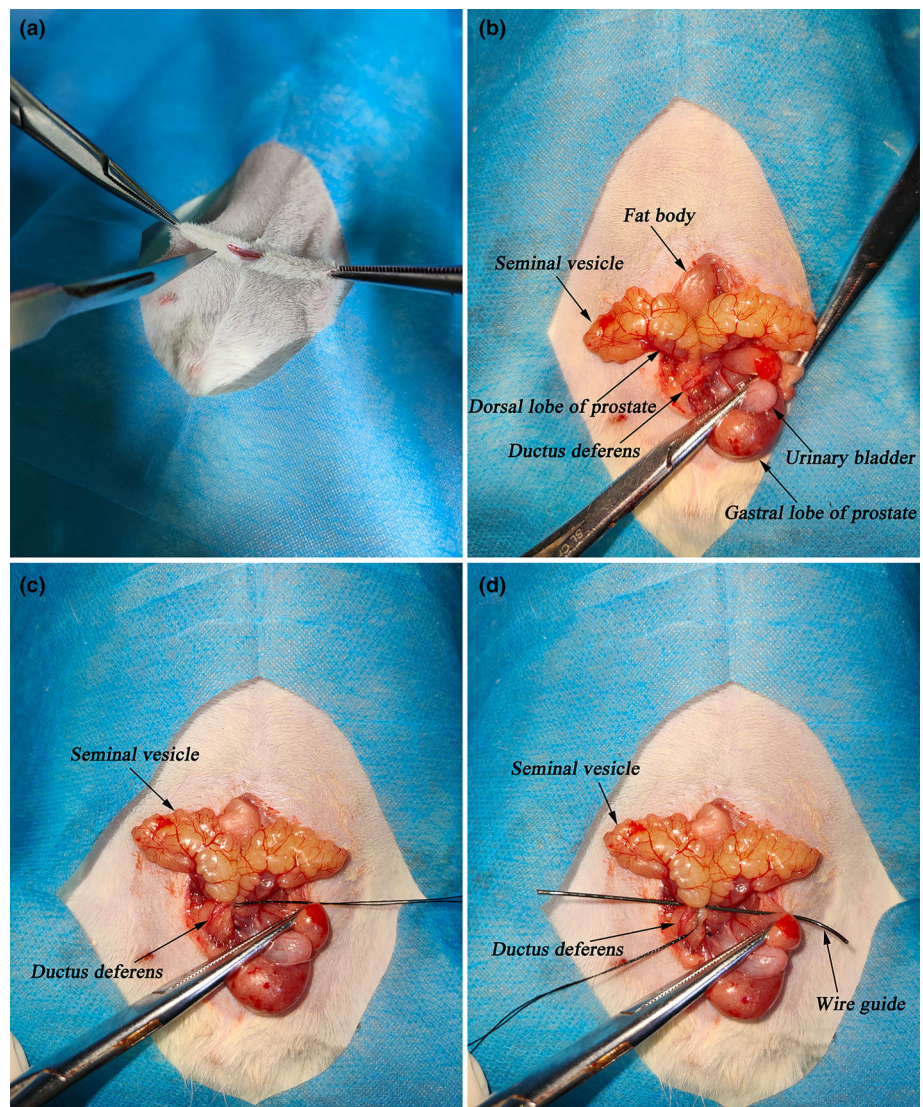 (a)
(b)
Fat body
Seminal vesicle
Dorsal lobe of prostate
Ductus deferens
Urinary bladder
Gastral lobe of prostate
(c)
Seminal vesicle
Ductus deferens
(d)
Seminal vesicle
Ductus deferens
Wire guide